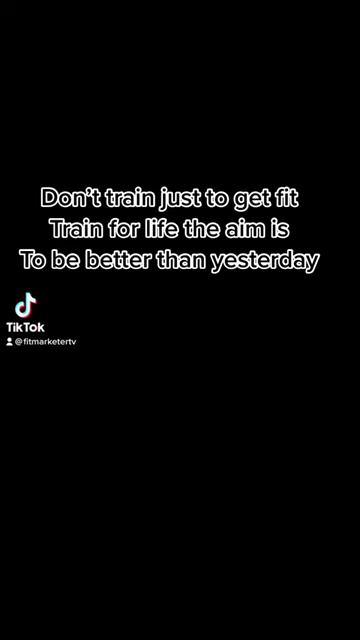 Don't train just to get fit
Train for life the aim is
To be better than yesterday
TikTok
@fitmarketertv